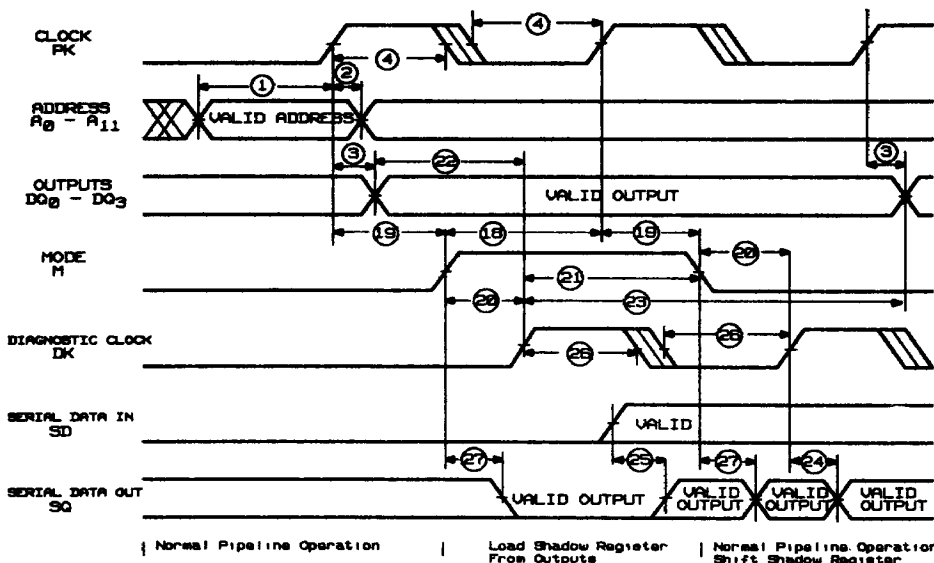 CLOCK
PK
④
④
① ②
ADDRESS
A0 - A11
VALID ADDRESS
③ ㉒ ③
OUTPUTS
DQ0 - DQ3
VALID OUTPUT
⑲ ⑱ ⑲
MODE
M
⑳
㉑
⑳ ㉓
DIAGNOSTIC CLOCK
DK
㉖
㉖
SERIAL DATA IN
SD
VALID
㉗ ㉕ ㉗ ㉔
SERIAL DATA OUT
SQ
VALID OUTPUT
VALID
OUTPUT
VALID
OUTPUT
VALID
OUTPUT
Normal Pipeline Operation
Load Shadow Register
From Outputs
Normal Pipeline Operation
Shift Shadow Register